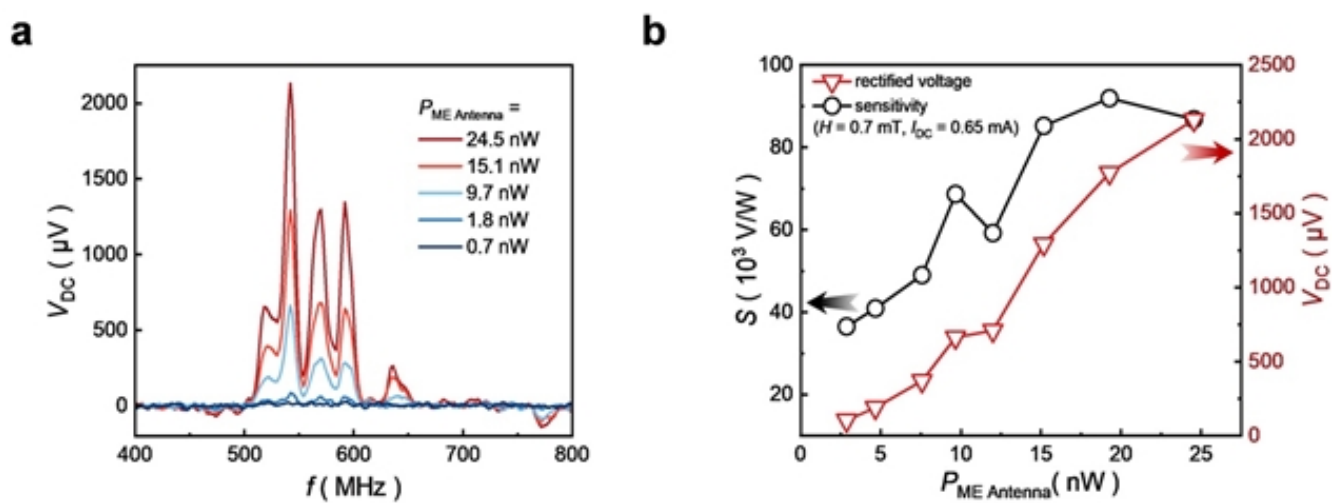 a
2000
1500
1000
500
0
V_DC ( μV )
400
500
600
700
800
f ( MHz )
P_ME Antenna =
24.5 nW
15.1 nW
9.7 nW
1.8 nW
0.7 nW
b
100
80
60
40
20
S ( 10³ V/W )
rectified voltage
sensitivity
(H = 0.7 mT, I_DC = 0.65 mA)
0
5
10
15
20
25
P_ME Antenna( nW )
2500
2000
1500
1000
500
0
V_DC ( μV )